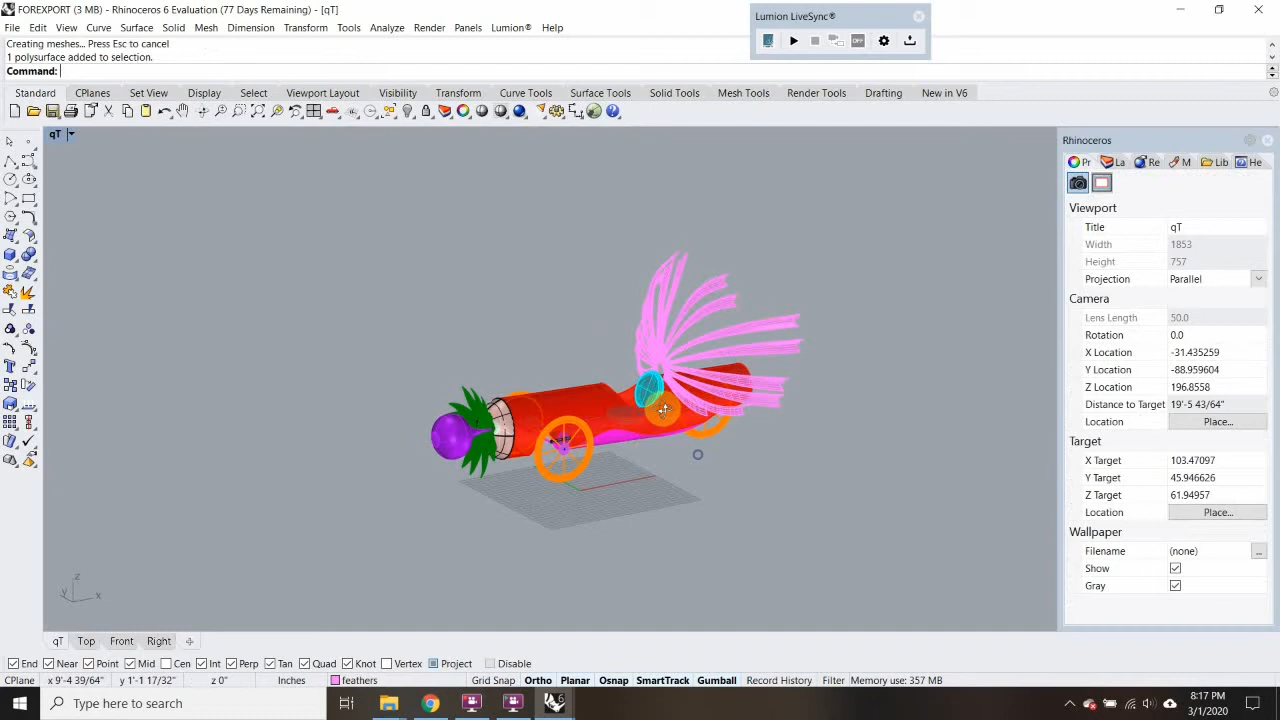 FOREXPORT (3 MB) - Rhinoceros 6 Evaluation (77 Days Remaining) - [qT]
File Edit View Curve Surface Solid Mesh Dimension Transform Tools Analyze Render Panels Lumion® Help
Lumion LiveSync®
OFF
Creating meshes... Press Esc to cancel
1 polysurface added to selection.
Command:
Standard CPlanes Set View Display Select Viewport Layout Visibility Transform Curve Tools Surface Tools Solid Tools Mesh Tools Render Tools Drafting New in V6
qT
Rhinoceros
Pr La Re M Lib He
Viewport
Title qT
Width 1853
Height 757
Projection Parallel
Camera
Lens Length 50.0
Rotation 0.0
X Location -31.435259
Y Location -88.959604
Z Location 196.8558
Distance to Target 19'-5 43/64"
Location Place...
Target
X Target 103.47097
Y Target 45.946626
Z Target 61.94957
Location Place...
Wallpaper
Filename (none) ...
Show
Gray
z
y x
qT Top Front Right
End Near Point Mid Cen Int Perp Tan Quad Knot Vertex Project Disable
CPlane x 9'-4 39/64" y 1'-1 17/32" z 0" Inches feathers Grid Snap Ortho Planar Osnap SmartTrack Gumball Record History Filter Memory use: 357 MB
Type here to search
8:17 PM
3/1/2020